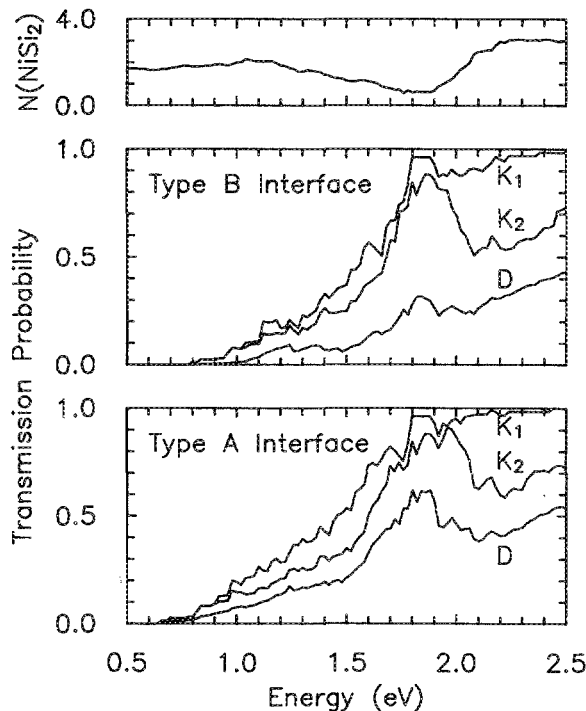 N(NiSi₂)
4.0
0.0
Transmission Probability
1.0
Type B Interface
K₁
K₂
0.5
D
0.0
1.0
Type A Interface
K₁
K₂
0.5
D
0.0
0.5 1.0 1.5 2.0 2.5
Energy (eV)